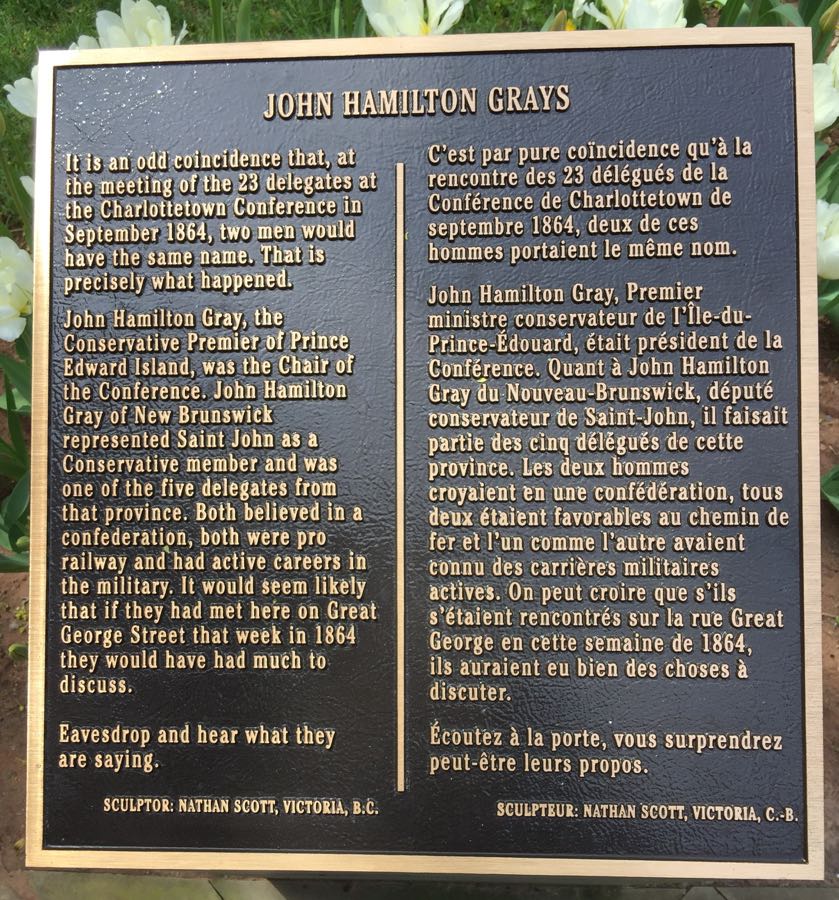 JOHN HAMILTON GRAYS
It is an odd coincidence that, at
the meeting of the 23 delegates at
the Charlottetown Conference in
September 1864, two men would
have the same name. That is
precisely what happened.
John Hamilton Gray, the
Conservative Premier of Prince
Edward Island, was the Chair of
the Conference. John Hamilton
Gray of New Brunswick
represented Saint John as a
Conservative member and was
one of the five delegates from
that province. Both believed in a
confederation, both were pro
railway and had active careers in
the military. It would seem likely
that if they had met here on Great
George Street that week in 1864
they would have had much to
discuss.
Eavesdrop and hear what they
are saying.
SCULPTOR: NATHAN SCOTT, VICTORIA, B.C.
C'est par pure coïncidence qu'à la
rencontre des 23 délégués de la
Conférence de Charlottetown de
septembre 1864, deux de ces
hommes portaient le même nom.
John Hamilton Gray, Premier
ministre conservateur de l'Île-du-
Prince-Édouard, était président de la
Conférence. Quant à John Hamilton
Gray du Nouveau-Brunswick, député
conservateur de Saint-John, il faisait
partie des cinq délégués de cette
province. Les deux hommes
croyaient en une confédération, tous
deux étaient favorables au chemin de
fer et l'un comme l'autre avaient
connu des carrières militaires
actives. On peut croire que s'ils
s'étaient rencontrés sur la rue Great
George en cette semaine de 1864,
ils auraient eu bien des choses à
discuter.
Écoutez à la porte, vous surprendrez
peut-être leurs propos.
SCULPTEUR: NATHAN SCOTT, VICTORIA, C.-B.